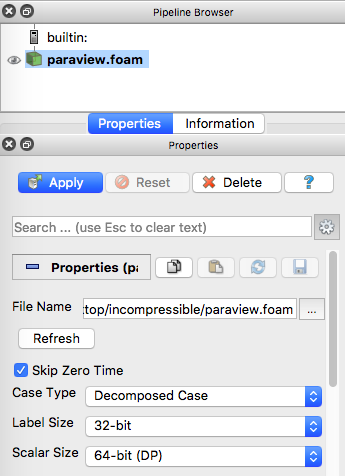 Pipeline Browser
builtin:
paraview.foam
Properties Information
Properties
Apply Reset Delete ?
Search ... (use Esc to clear text)
Properties (pa
File Name :top/incompressible/paraview.foam ...
Refresh
Skip Zero Time
Case Type Decomposed Case
Label Size 32-bit
Scalar Size 64-bit (DP)